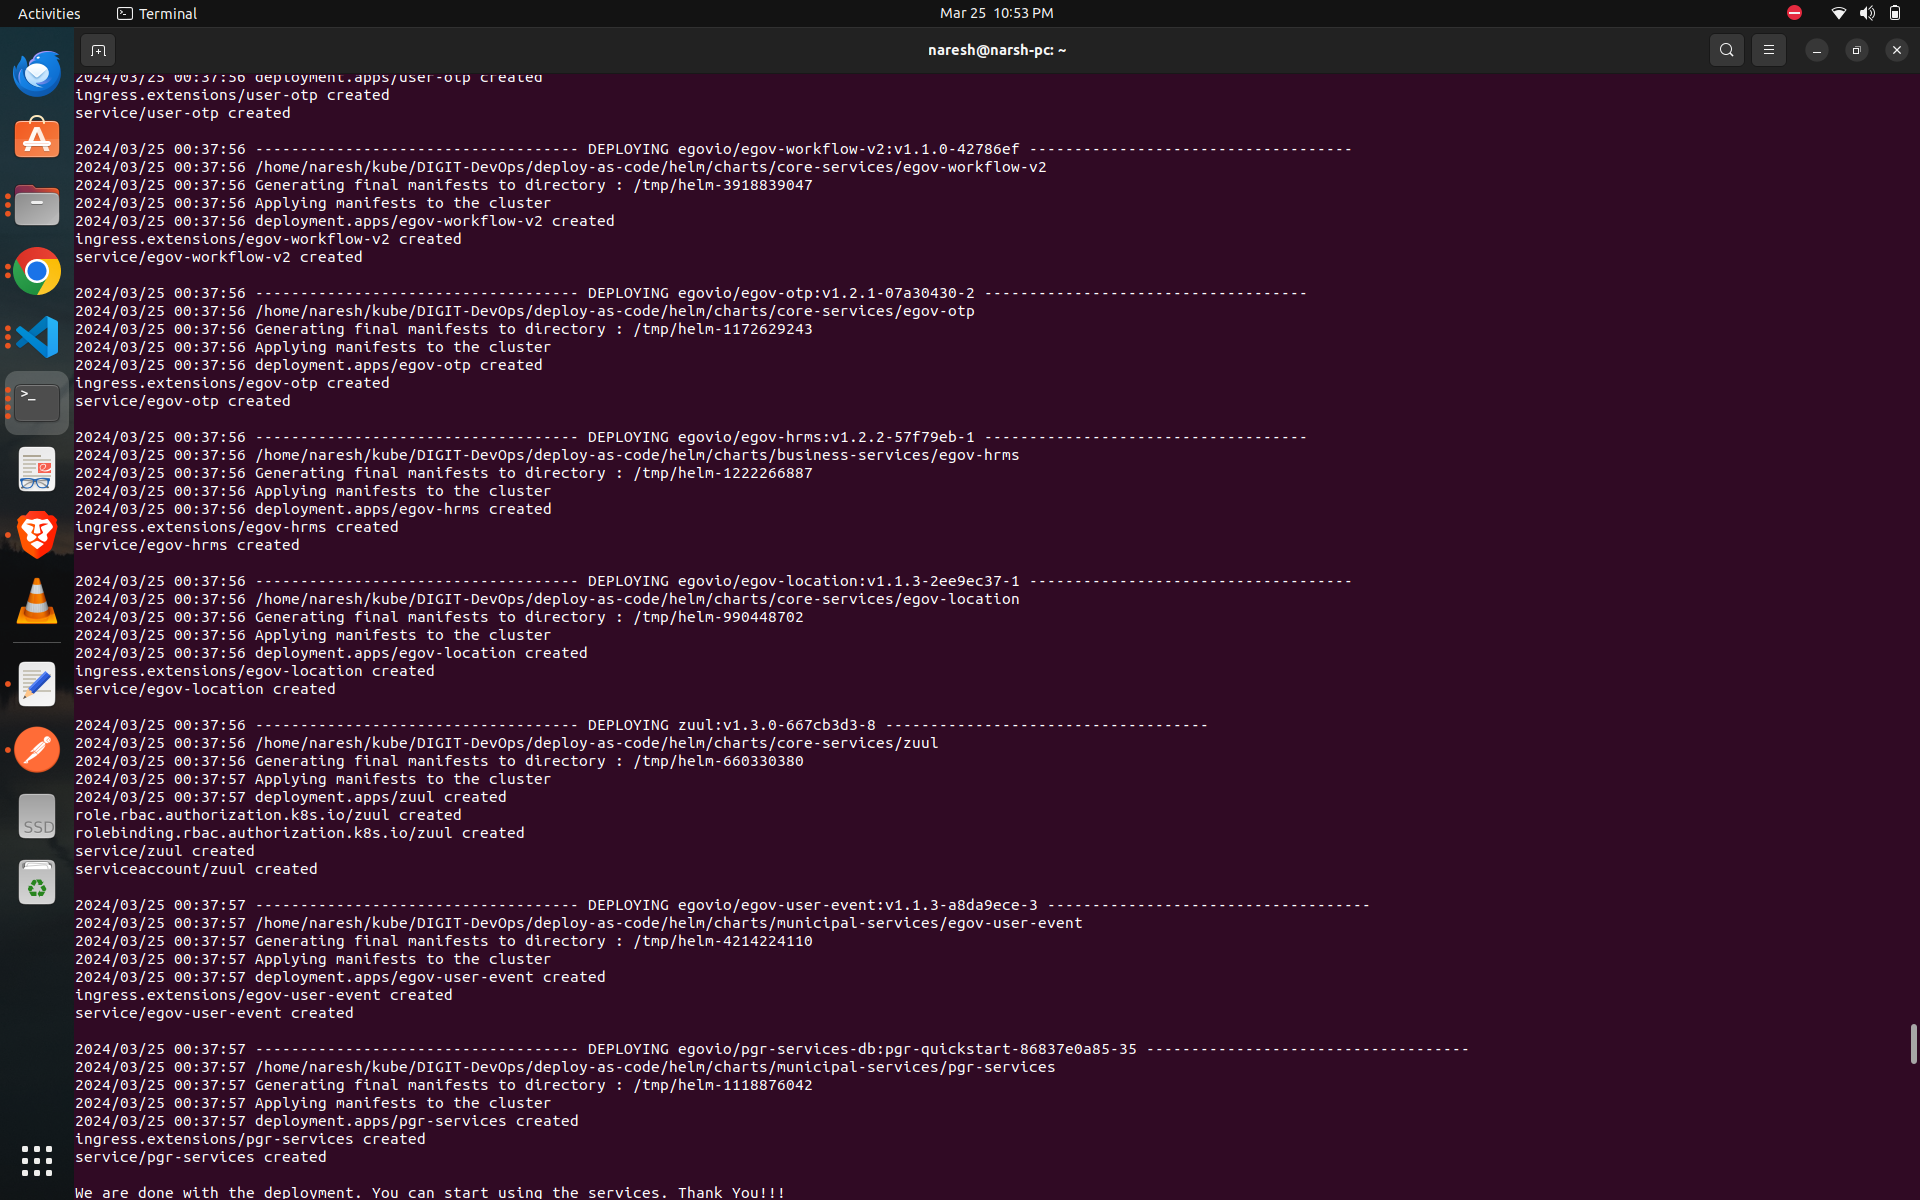 Activities
Terminal
Mar 25 10:53 PM
naresh@narsh-pc: ~
2024/03/25 00:37:56 deployment.apps/user-otp created
ingress.extensions/user-otp created
service/user-otp created
2024/03/25 00:37:56 ------------------------------------ DEPLOYING egovio/egov-workflow-v2:v1.1.0-42786ef ------------------------------------
2024/03/25 00:37:56 /home/naresh/kube/DIGIT-DevOps/deploy-as-code/helm/charts/core-services/egov-workflow-v2
2024/03/25 00:37:56 Generating final manifests to directory : /tmp/helm-3918839047
2024/03/25 00:37:56 Applying manifests to the cluster
2024/03/25 00:37:56 deployment.apps/egov-workflow-v2 created
ingress.extensions/egov-workflow-v2 created
service/egov-workflow-v2 created
2024/03/25 00:37:56 ------------------------------------ DEPLOYING egovio/egov-otp:v1.2.1-07a30430-2 ------------------------------------
2024/03/25 00:37:56 /home/naresh/kube/DIGIT-DevOps/deploy-as-code/helm/charts/core-services/egov-otp
2024/03/25 00:37:56 Generating final manifests to directory : /tmp/helm-1172629243
2024/03/25 00:37:56 Applying manifests to the cluster
2024/03/25 00:37:56 deployment.apps/egov-otp created
ingress.extensions/egov-otp created
service/egov-otp created
2024/03/25 00:37:56 ------------------------------------ DEPLOYING egovio/egov-hrms:v1.2.2-57f79eb-1 ------------------------------------
2024/03/25 00:37:56 /home/naresh/kube/DIGIT-DevOps/deploy-as-code/helm/charts/business-services/egov-hrms
2024/03/25 00:37:56 Generating final manifests to directory : /tmp/helm-1222266887
2024/03/25 00:37:56 Applying manifests to the cluster
2024/03/25 00:37:56 deployment.apps/egov-hrms created
ingress.extensions/egov-hrms created
service/egov-hrms created
2024/03/25 00:37:56 ------------------------------------ DEPLOYING egovio/egov-location:v1.1.3-2ee9ec37-1 ------------------------------------
2024/03/25 00:37:56 /home/naresh/kube/DIGIT-DevOps/deploy-as-code/helm/charts/core-services/egov-location
2024/03/25 00:37:56 Generating final manifests to directory : /tmp/helm-990448702
2024/03/25 00:37:56 Applying manifests to the cluster
2024/03/25 00:37:56 deployment.apps/egov-location created
ingress.extensions/egov-location created
service/egov-location created
2024/03/25 00:37:56 ------------------------------------ DEPLOYING zuul:v1.3.0-667cb3d3-8 ------------------------------------
2024/03/25 00:37:56 /home/naresh/kube/DIGIT-DevOps/deploy-as-code/helm/charts/core-services/zuul
2024/03/25 00:37:56 Generating final manifests to directory : /tmp/helm-660330380
2024/03/25 00:37:57 Applying manifests to the cluster
2024/03/25 00:37:57 deployment.apps/zuul created
role.rbac.authorization.k8s.io/zuul created
rolebinding.rbac.authorization.k8s.io/zuul created
service/zuul created
serviceaccount/zuul created
2024/03/25 00:37:57 ------------------------------------ DEPLOYING egovio/egov-user-event:v1.1.3-a8da9ece-3 ------------------------------------
2024/03/25 00:37:57 /home/naresh/kube/DIGIT-DevOps/deploy-as-code/helm/charts/municipal-services/egov-user-event
2024/03/25 00:37:57 Generating final manifests to directory : /tmp/helm-4214224110
2024/03/25 00:37:57 Applying manifests to the cluster
2024/03/25 00:37:57 deployment.apps/egov-user-event created
ingress.extensions/egov-user-event created
service/egov-user-event created
2024/03/25 00:37:57 ------------------------------------ DEPLOYING egovio/pgr-services-db:pgr-quickstart-86837e0a85-35 ------------------------------------
2024/03/25 00:37:57 /home/naresh/kube/DIGIT-DevOps/deploy-as-code/helm/charts/municipal-services/pgr-services
2024/03/25 00:37:57 Generating final manifests to directory : /tmp/helm-1118876042
2024/03/25 00:37:57 Applying manifests to the cluster
2024/03/25 00:37:57 deployment.apps/pgr-services created
ingress.extensions/pgr-services created
service/pgr-services created
We are done with the deployment. You can start using the services. Thank You!!!
SSD